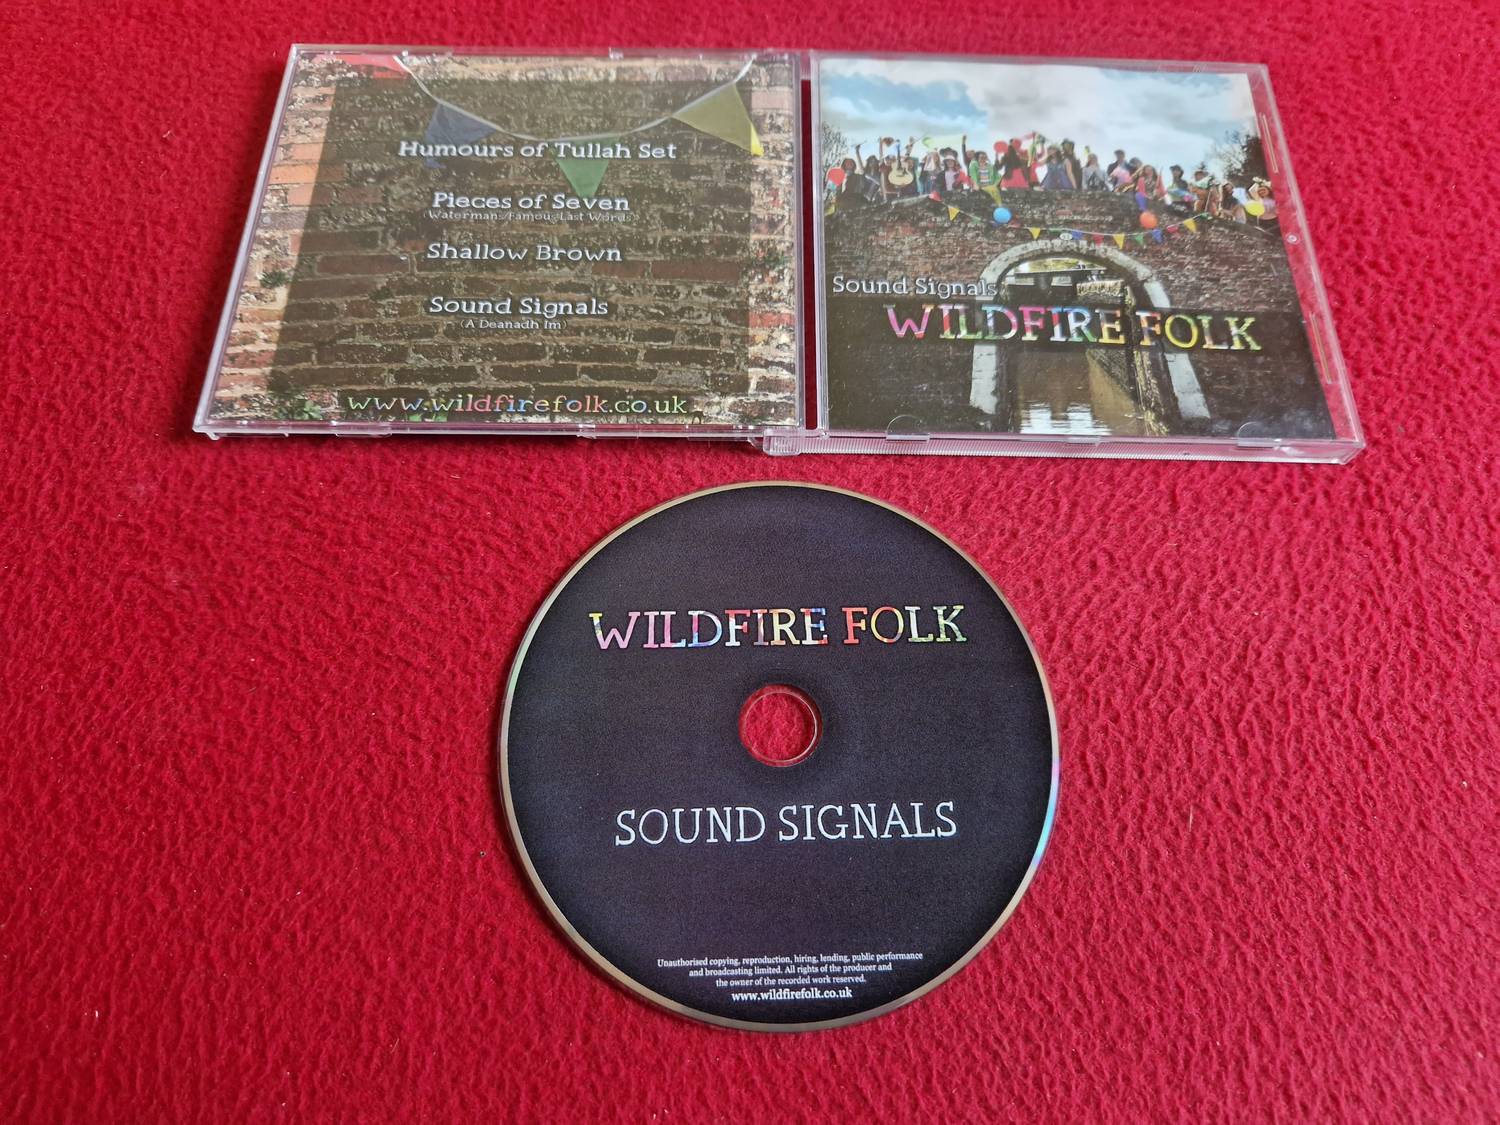 Humours of Tullah Set
Pieces of Seven
(Watermans/Famous Last Words)
Shallow Brown
Sound Signals
(A Deanadh Im)
www.wildfirefolk.co.uk
Sound Signals
WILDFIRE FOLK
WILDFIRE FOLK
SOUND SIGNALS
Unauthorised copying, reproduction, hiring, lending, public performance
and broadcasting limited. All rights of the producer and
the owner of the recorded work reserved.
www.wildfirefolk.co.uk